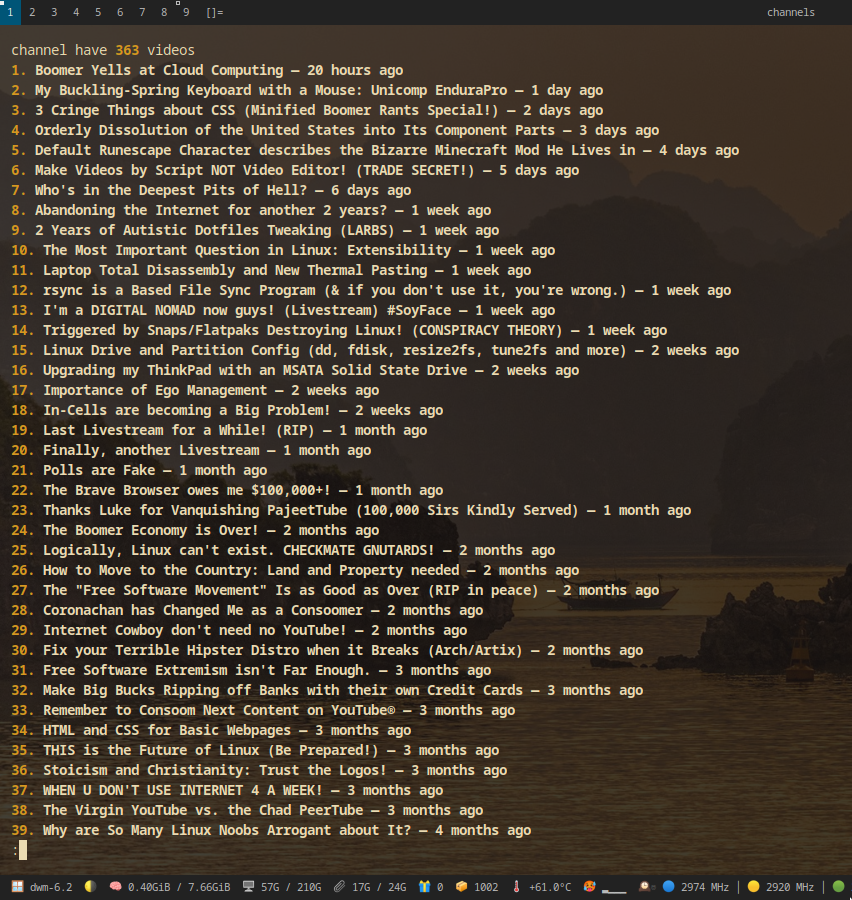 1 2 3 4 5 6 7 8 9 []= channels
channel have 363 videos
1. Boomer Yells at Cloud Computing — 20 hours ago
2. My Buckling-Spring Keyboard with a Mouse: Unicomp EnduraPro — 1 day ago
3. 3 Cringe Things about CSS (Minified Boomer Rants Special!) — 2 days ago
4. Orderly Dissolution of the United States into Its Component Parts — 3 days ago
5. Default Runescape Character describes the Bizarre Minecraft Mod He Lives in — 4 days ago
6. Make Videos by Script NOT Video Editor! (TRADE SECRET!) — 5 days ago
7. Who's in the Deepest Pits of Hell? — 6 days ago
8. Abandoning the Internet for another 2 years? — 1 week ago
9. 2 Years of Autistic Dotfiles Tweaking (LARBS) — 1 week ago
10. The Most Important Question in Linux: Extensibility — 1 week ago
11. Laptop Total Disassembly and New Thermal Pasting — 1 week ago
12. rsync is a Based File Sync Program (& if you don't use it, you're wrong.) — 1 week ago
13. I'm a DIGITAL NOMAD now guys! (Livestream) #SoyFace — 1 week ago
14. Triggered by Snaps/Flatpaks Destroying Linux! (CONSPIRACY THEORY) — 1 week ago
15. Linux Drive and Partition Config (dd, fdisk, resize2fs, tune2fs and more) — 2 weeks ago
16. Upgrading my ThinkPad with an MSATA Solid State Drive — 2 weeks ago
17. Importance of Ego Management — 2 weeks ago
18. In-Cells are becoming a Big Problem! — 2 weeks ago
19. Last Livestream for a While! (RIP) — 1 month ago
20. Finally, another Livestream — 1 month ago
21. Polls are Fake — 1 month ago
22. The Brave Browser owes me $100,000+! — 1 month ago
23. Thanks Luke for Vanquishing PajeetTube (100,000 Sirs Kindly Served) — 1 month ago
24. The Boomer Economy is Over! — 2 months ago
25. Logically, Linux can't exist. CHECKMATE GNUTARDS! — 2 months ago
26. How to Move to the Country: Land and Property needed — 2 months ago
27. The "Free Software Movement" Is as Good as Over (RIP in peace) — 2 months ago
28. Coronachan has Changed Me as a Consoomer — 2 months ago
29. Internet Cowboy don't need no YouTube! — 2 months ago
30. Fix your Terrible Hipster Distro when it Breaks (Arch/Artix) — 2 months ago
31. Free Software Extremism isn't Far Enough. — 3 months ago
32. Make Big Bucks Ripping off Banks with their own Credit Cards — 3 months ago
33. Remember to Consoom Next Content on YouTube® — 3 months ago
34. HTML and CSS for Basic Webpages — 3 months ago
35. THIS is the Future of Linux (Be Prepared!) — 3 months ago
36. Stoicism and Christianity: Trust the Logos! — 3 months ago
37. WHEN U DON'T USE INTERNET 4 A WEEK! — 3 months ago
38. The Virgin YouTube vs. the Chad PeerTube — 3 months ago
39. Why are So Many Linux Noobs Arrogant about It? — 4 months ago
:
dwm-6.2 0.40GiB / 7.66GiB 57G / 210G 17G / 24G 0 1002 +61.0°C 2974 MHz | 2920 MHz |